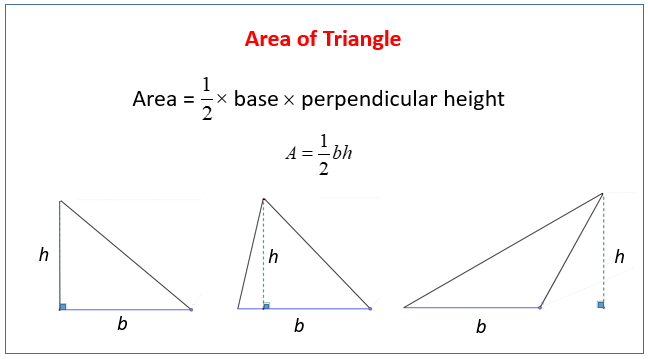 Area of Triangle
Area = 1/2 × base × perpendicular height
A = 1/2 bh
h
b
h
b
h
b